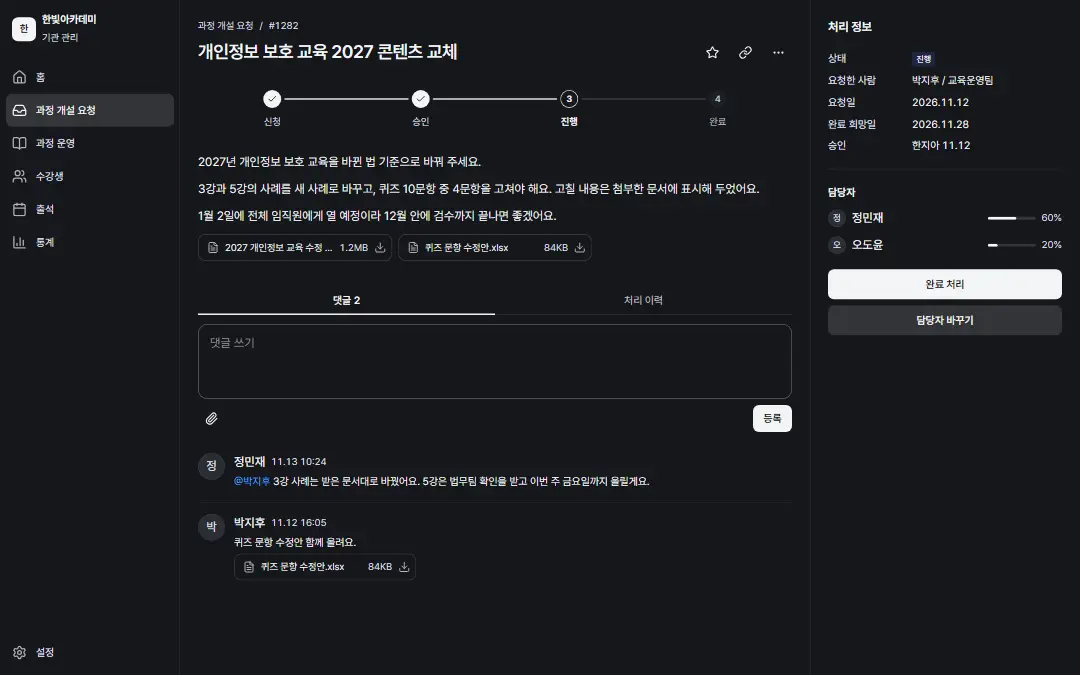 한
한빛아카데미
기관 관리
홈
과정 개설 요청
과정 운영
수강생
출석
통계
설정
과정 개설 요청 / #1282
개인정보 보호 교육 2027 콘텐츠 교체
3
4
신청
승인
진행
완료
2027년 개인정보 보호 교육을 바뀐 법 기준으로 바꿔 주세요.
3강과 5강의 사례를 새 사례로 바꾸고, 퀴즈 10문항 중 4문항을 고쳐야 해요. 고칠 내용은 첨부한 문서에 표시해 두었어요.
1월 2일에 전체 임직원에게 열 예정이라 12월 안에 검수까지 끝나면 좋겠어요.
2027 개인정보 교육 수정 ... 1.2MB
퀴즈 문항 수정안.xlsx 84KB
댓글 2
처리 이력
댓글 쓰기
등록
정
정민재 11.13 10:24
@박지후 3강 사례는 받은 문서대로 바꿨어요. 5강은 법무팀 확인을 받고 이번 주 금요일까지 올릴게요.
박
박지후 11.12 16:05
퀴즈 문항 수정안 함께 올려요.
퀴즈 문항 수정안.xlsx 84KB
처리 정보
상태 진행
요청한 사람 박지후 / 교육운영팀
요청일 2026.11.12
완료 희망일 2026.11.28
승인 한지아 11.12
담당자
정 정민재 60%
오 오도윤 20%
완료 처리
담당자 바꾸기